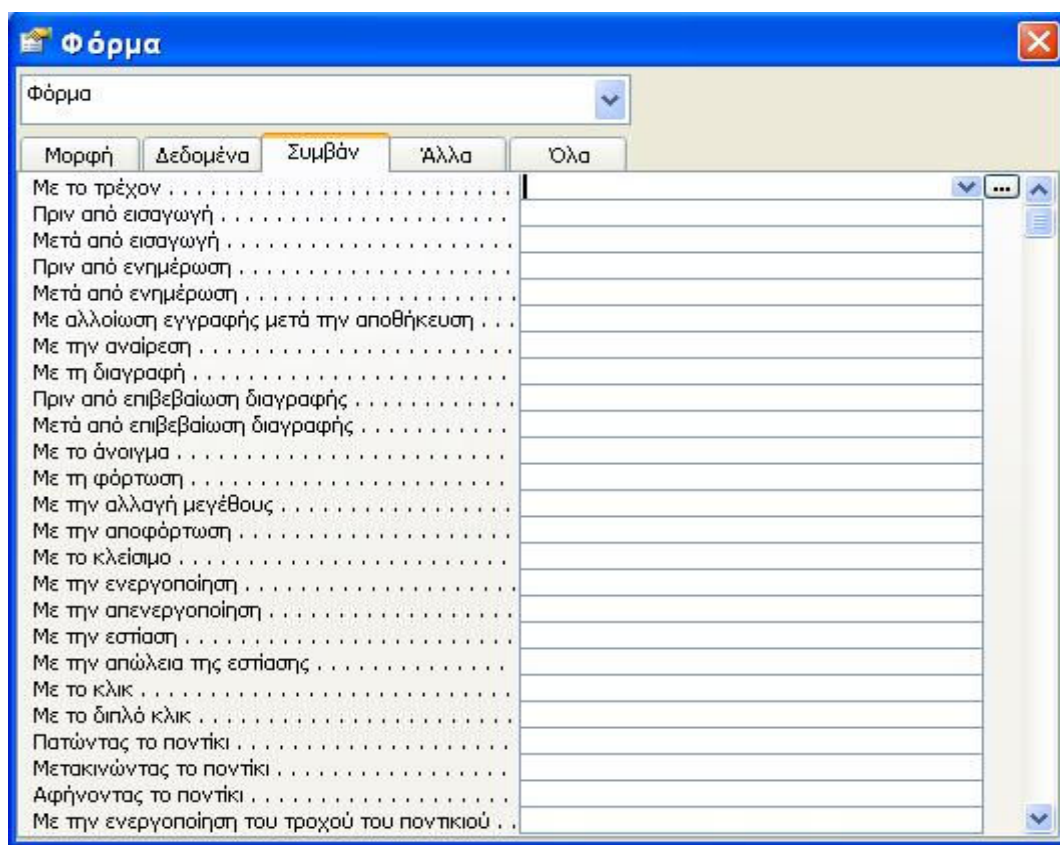 Φόρμα
Φόρμα
Μορφή Δεδομένα Συμβάν Άλλα Όλα
Με το τρέχον . . . . . . . . . . . . . . . . . . . . . . . . . . ...
Πριν από εισαγωγή . . . . . . . . . . . . . . . . . . . . . .
Μετά από εισαγωγή . . . . . . . . . . . . . . . . . . . . . .
Πριν από ενημέρωση . . . . . . . . . . . . . . . . . . . . .
Μετά από ενημέρωση . . . . . . . . . . . . . . . . . . . .
Με αλλοίωση εγγραφής μετά την αποθήκευση . . .
Με την αναίρεση . . . . . . . . . . . . . . . . . . . . . . . .
Με τη διαγραφή . . . . . . . . . . . . . . . . . . . . . . . .
Πριν από επιβεβαίωση διαγραφής . . . . . . . . . . . .
Μετά από επιβεβαίωση διαγραφής . . . . . . . . . . . .
Με το άνοιγμα . . . . . . . . . . . . . . . . . . . . . . . . .
Με τη φόρτωση . . . . . . . . . . . . . . . . . . . . . . . .
Με την αλλαγή μεγέθους . . . . . . . . . . . . . . . . . .
Με την αποφόρτωση . . . . . . . . . . . . . . . . . . . . .
Με το κλείσιμο . . . . . . . . . . . . . . . . . . . . . . . . .
Με την ενεργοποίηση . . . . . . . . . . . . . . . . . . . .
Με την απενεργοποίηση . . . . . . . . . . . . . . . . . .
Με την εστίαση . . . . . . . . . . . . . . . . . . . . . . . . .
Με την απώλεια της εστίασης . . . . . . . . . . . . . . .
Με το κλικ . . . . . . . . . . . . . . . . . . . . . . . . . . . .
Με το διπλό κλικ . . . . . . . . . . . . . . . . . . . . . . . .
Πατώντας το ποντίκι . . . . . . . . . . . . . . . . . . . . .
Μετακινώντας το ποντίκι . . . . . . . . . . . . . . . . . .
Αφήνοντας το ποντίκι . . . . . . . . . . . . . . . . . . . .
Με την ενεργοποίηση του τροχού του ποντικιού . .